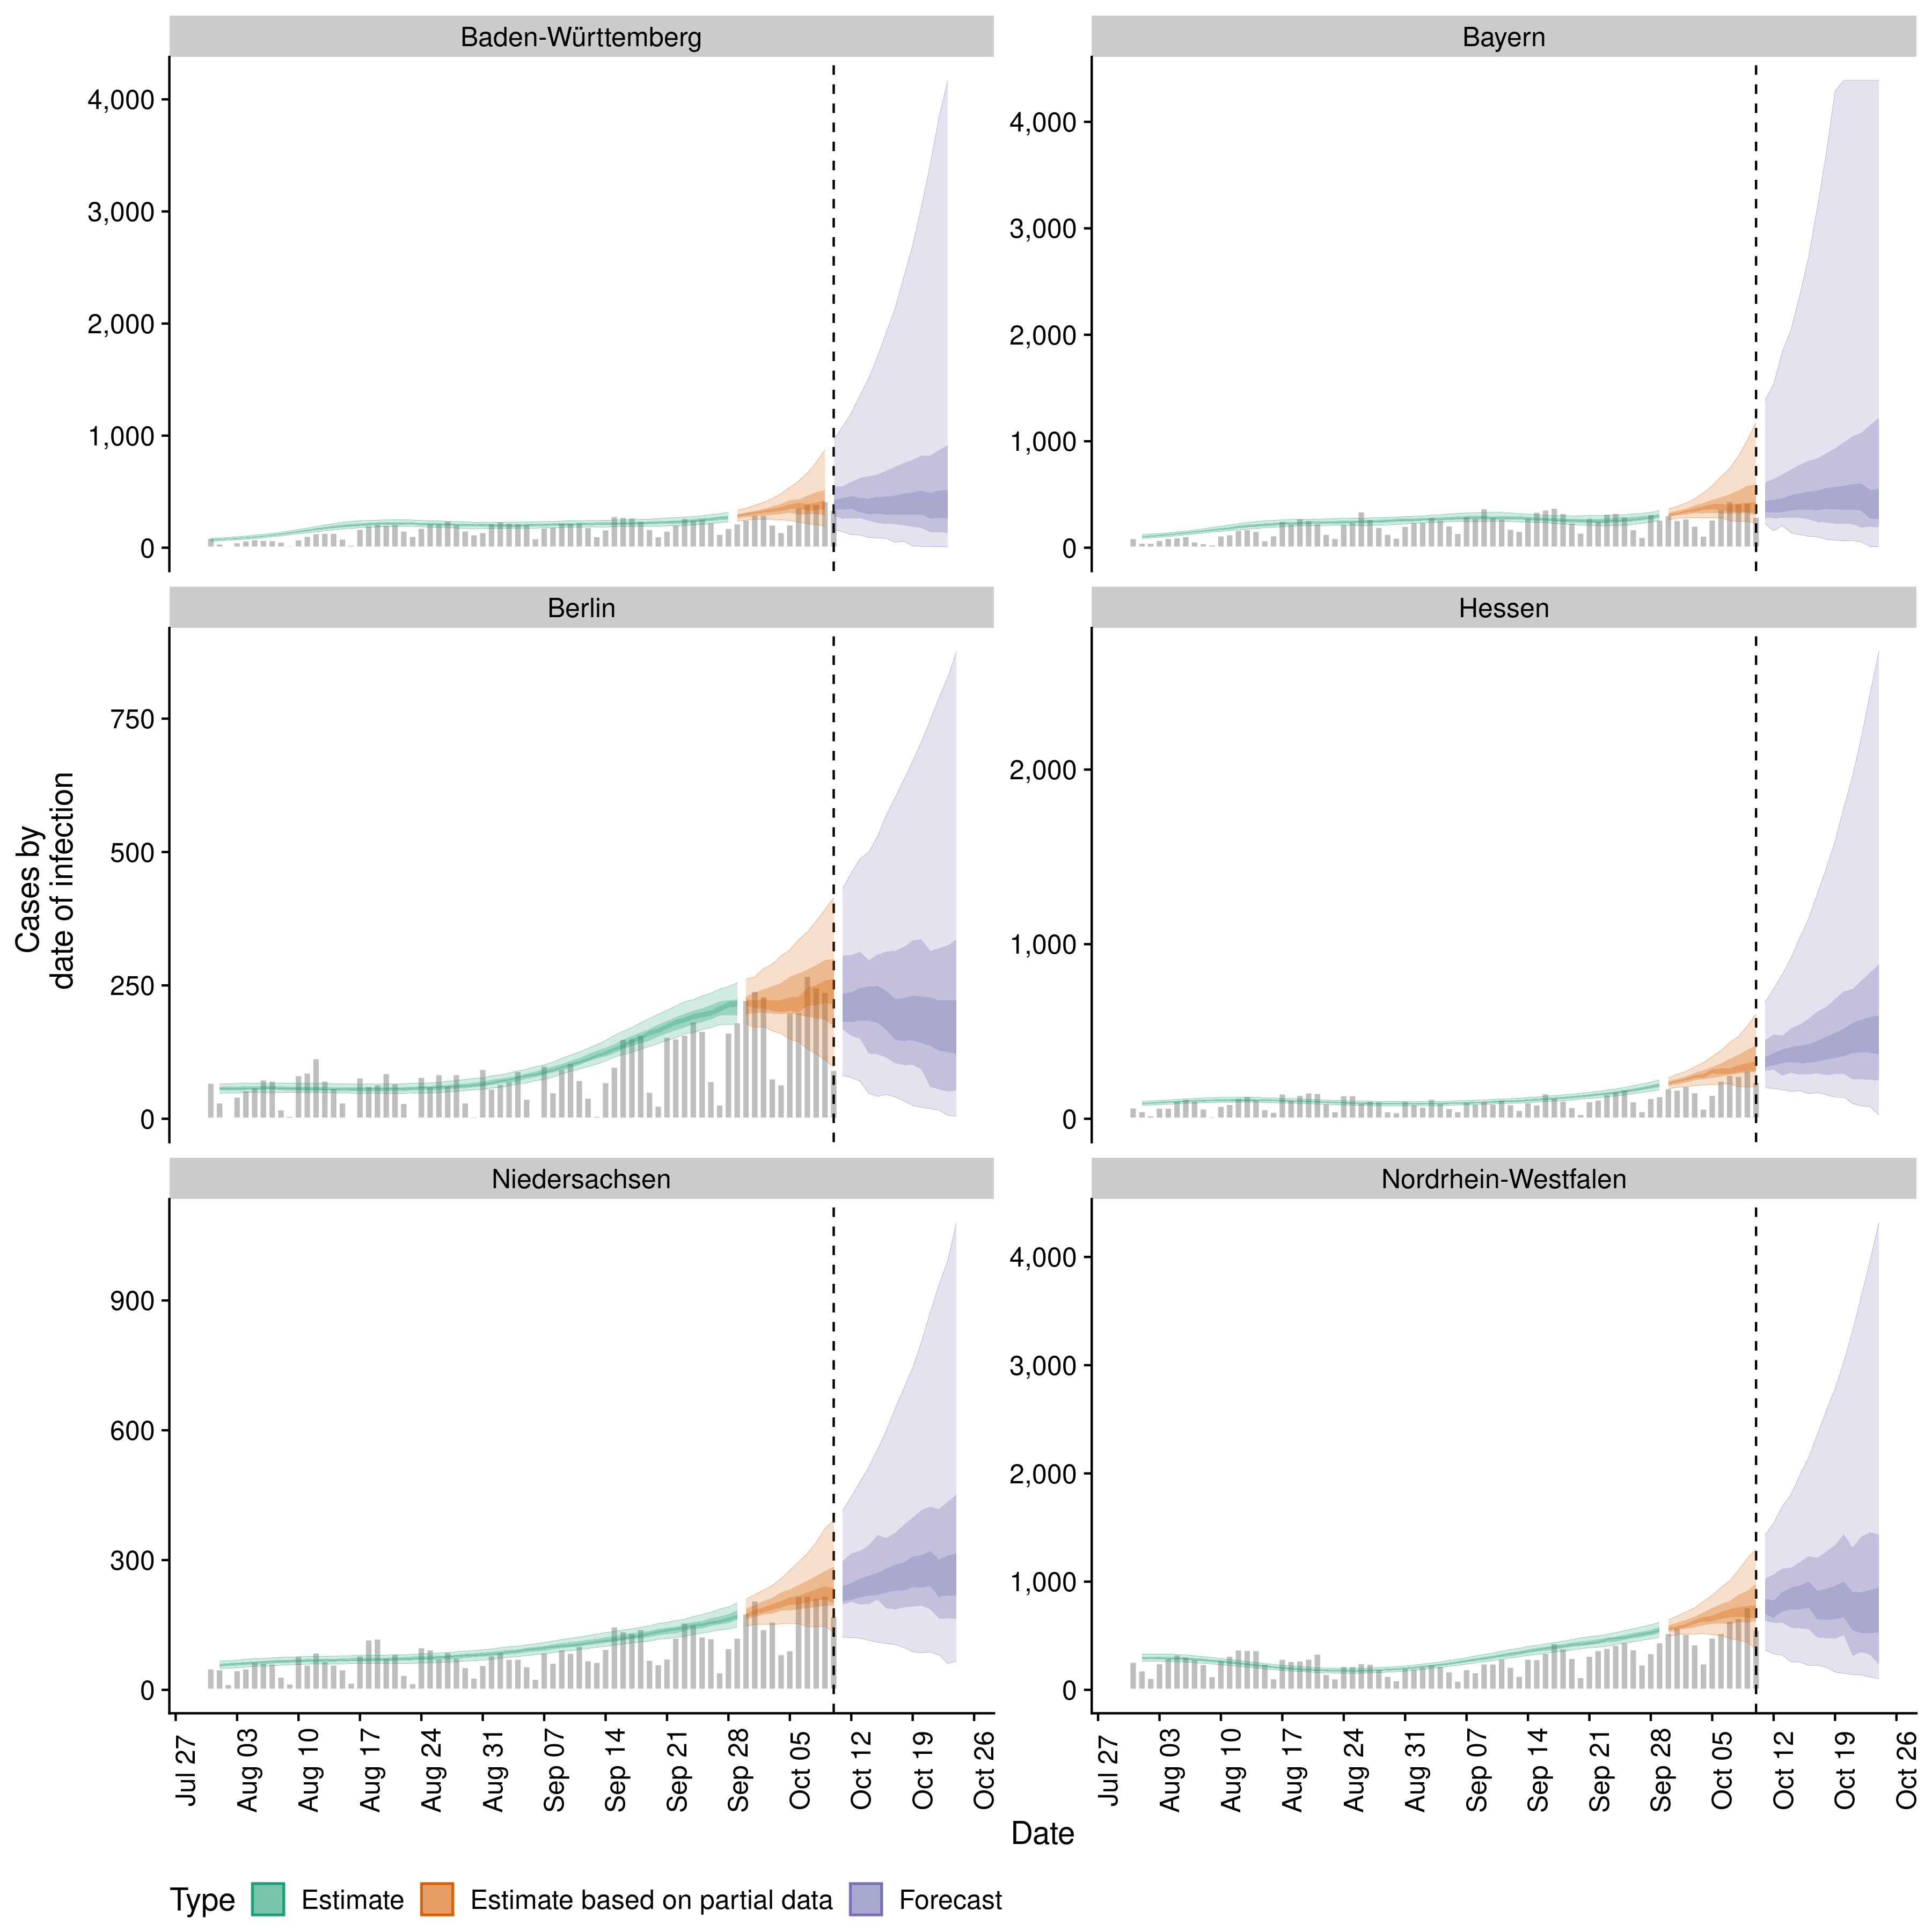 Baden-Württemberg
Bayern
4,000
3,000
2,000
1,000
0
4,000
3,000
2,000
1,000
0
Berlin
Hessen
750
500
250
0
2,000
1,000
0
Cases by
date of infection
Niedersachsen
Nordrhein-Westfalen
900
600
300
0
4,000
3,000
2,000
1,000
0
Jul 27
Aug 03
Aug 10
Aug 17
Aug 24
Aug 31
Sep 07
Sep 14
Sep 21
Sep 28
Oct 05
Oct 12
Oct 19
Oct 26
Jul 27
Aug 03
Aug 10
Aug 17
Aug 24
Aug 31
Sep 07
Sep 14
Sep 21
Sep 28
Oct 05
Oct 12
Oct 19
Oct 26
Date
Type Estimate Estimate based on partial data Forecast